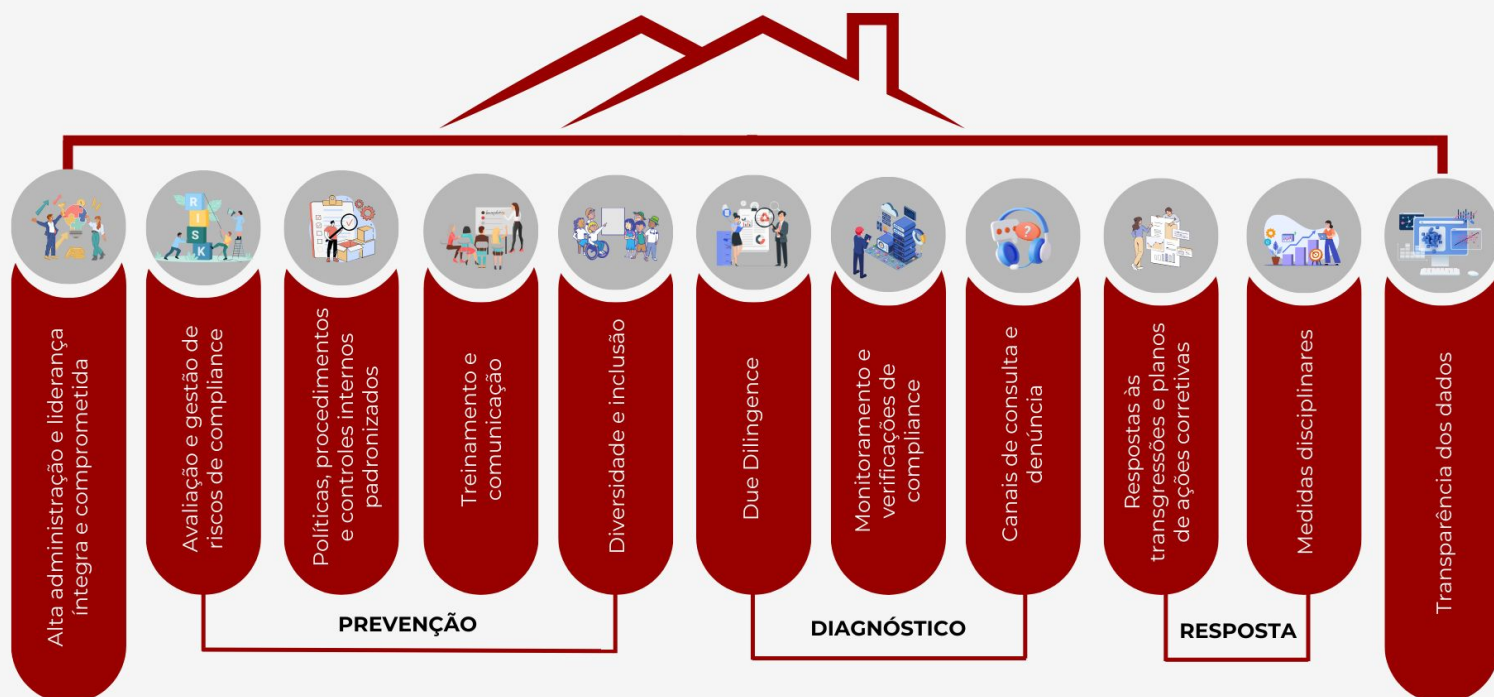 RISK
Alta administração e liderança
íntegra e comprometida
Avaliação e gestão de
riscos de compliance
Políticas, procedimentos
e controles internos
padronizados
Treinamento e
comunicação
Diversidade e inclusão
Due Dilingence
Monitoramento e
verificações de
compliance
Canais de consulta e
denúncia
Respostas às
transgressões e planos
de ações corretivas
Medidas disciplinares
Transparência dos dados
PREVENÇÃO
DIAGNÓSTICO
RESPOSTA